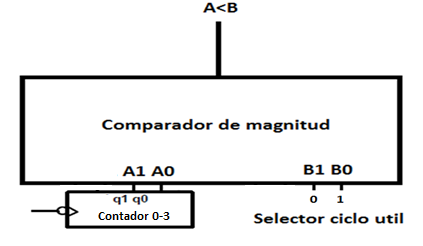 A<B
Comparador de magnitud
A1 A0
B1 B0
q1 q0
0 1
Contador 0-3
Selector ciclo util